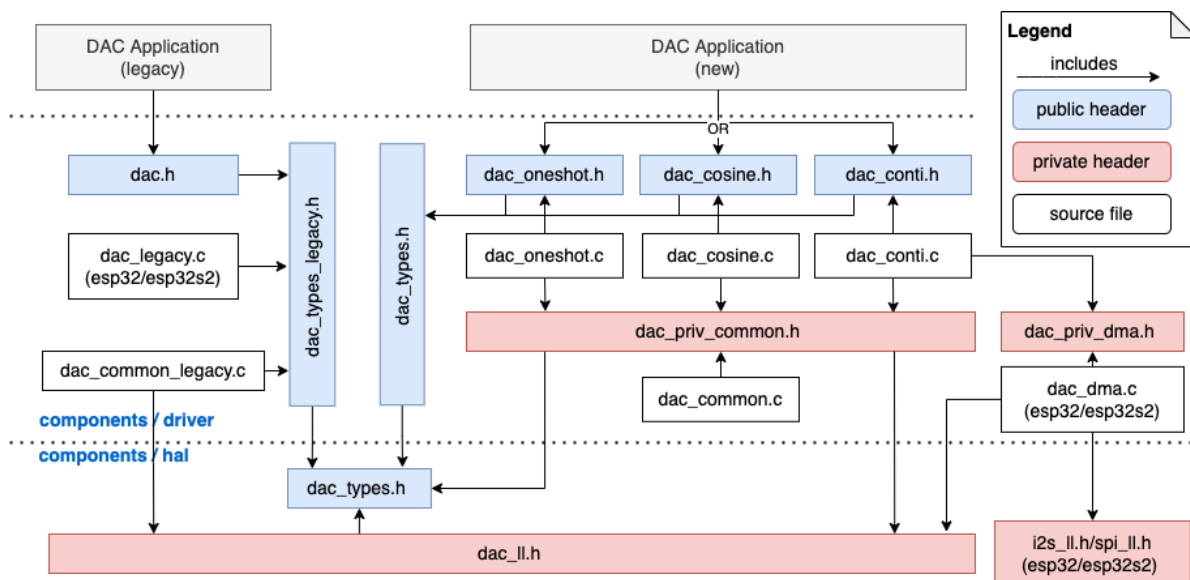 DAC Application
(legacy)
DAC Application
(new)
Legend
includes
public header
private header
source file
OR
dac.h
dac_types_legacy.h
dac_types.h
dac_oneshot.h
dac_cosine.h
dac_conti.h
dac_legacy.c
(esp32/esp32s2)
dac_oneshot.c
dac_cosine.c
dac_conti.c
dac_priv_common.h
dac_priv_dma.h
dac_common_legacy.c
dac_common.c
dac_dma.c
(esp32/esp32s2)
components / driver
components / hal
dac_types.h
dac_ll.h
i2s_ll.h/spi_ll.h
(esp32/esp32s2)